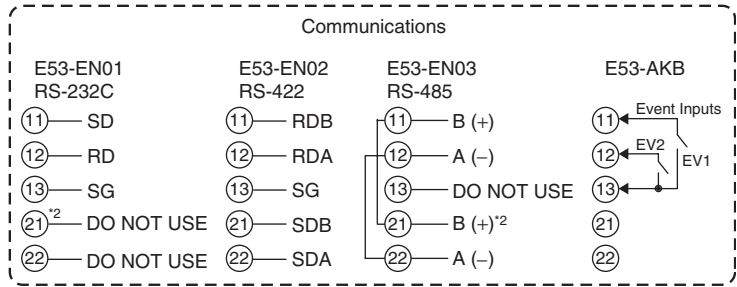 Communications
E53-EN01 E53-EN02 E53-EN03 E53-AKB
RS-232C RS-422 RS-485
11 SD 11 RDB 11 B (+) 11 Event Inputs
12 RD 12 RDA 12 A (−) 12 EV2 EV1
13 SG 13 SG 13 DO NOT USE 13
21 *2 DO NOT USE 21 SDB 21 B (+)*2 21
22 DO NOT USE 22 SDA 22 A (−) 22